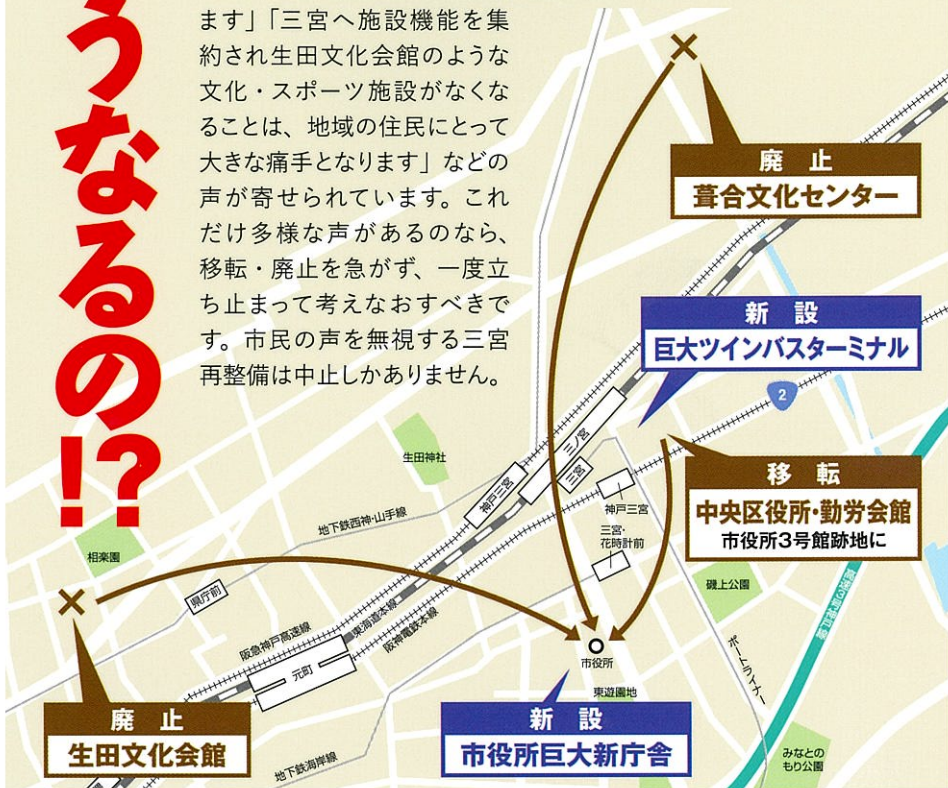 うなるの!?
ます」「三宮へ施設機能を集
約され生田文化会館のような
文化・スポーツ施設がなくな
ることは、地域の住民にとって
大きな痛手となります」などの
声が寄せられています。これ
だけ多様な声があるのなら、
移転・廃止を急がず、一度立
ち止まって考えなおすべきで
す。市民の声を無視する三宮
再整備は中止しかありません。
廃止
葺合文化センター
新設
巨大ツインバスターミナル
2
移転
中央区役所・勤労会館
市役所3号館跡地に
生田神社
神戸三宮
三ノ宮
三宮
神戸三宮
三宮・
花時計前
地下鉄西神・山手線
相楽園
県庁前
阪急神戸高速線
東海道本線
阪神電鉄本線
元町
磯上公園
ポートライナー
市役所
東遊園地
廃止
生田文化会館
新設
市役所巨大新庁舎
地下鉄海岸線
みなとの
もり公園